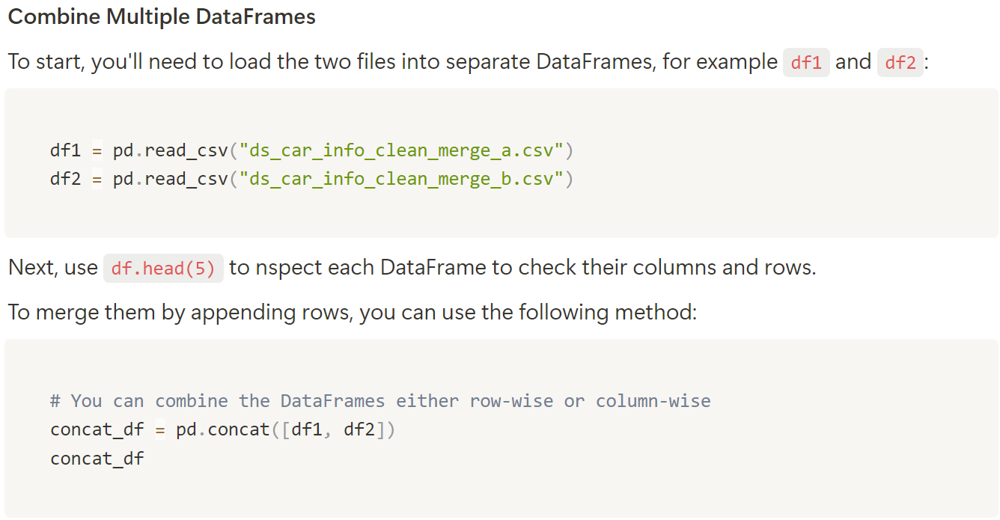 Combine Multiple DataFrames
To start, you'll need to load the two files into separate DataFrames, for example df1 and df2:
df1 = pd.read_csv("ds_car_info_clean_merge_a.csv")
df2 = pd.read_csv("ds_car_info_clean_merge_b.csv")
Next, use df.head(5) to nspect each DataFrame to check their columns and rows.
To merge them by appending rows, you can use the following method:
# You can combine the DataFrames either row-wise or column-wise
concat_df = pd.concat([df1, df2])
concat_df